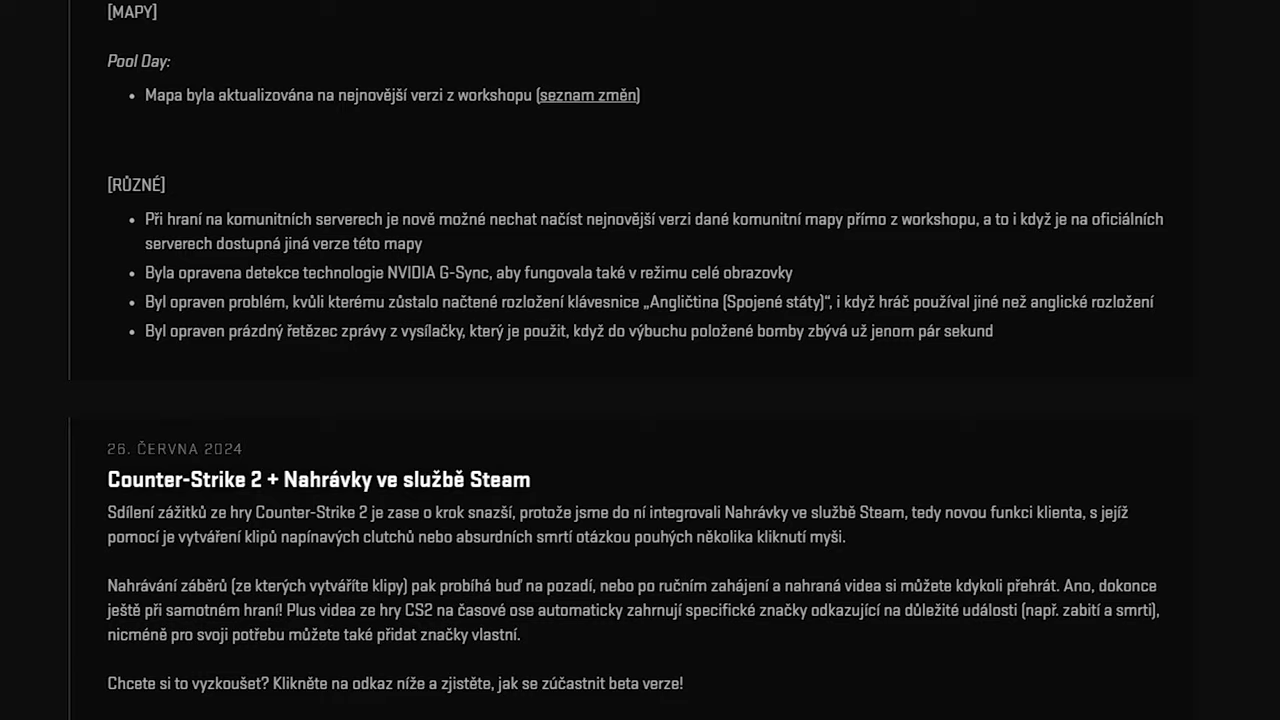 [MAPY]
Pool Day:
• Mapa byla aktualizována na nejnovější verzi z workshopu (seznam změn)
[RŮZNÉ]
• Při hraní na komunitních serverech je nově možné nechat načíst nejnovější verzi dané komunitní mapy přímo z workshopu, a to i když je na oficiálních
serverech dostupná jiná verze této mapy
• Byla opravena detekce technologie NVIDIA G-Sync, aby fungovala také v režimu celé obrazovky
• Byl opraven problém, kvůli kterému zůstalo načtené rozložení klávesnice „Angličtina (Spojené státy)“, i když hráč používal jiné než anglické rozložení
• Byl opraven prázdný řetězec zprávy z vysílačky, který je použit, když do výbuchu položené bomby zbývá už jenom pár sekund
26. ČERVNA 2024
Counter-Strike 2 + Nahrávky ve službě Steam
Sdílení zážitků ze hry Counter-Strike 2 je zase o krok snazší, protože jsme do ní integrovali Nahrávky ve službě Steam, tedy novou funkci klienta, s jejíž
pomocí je vytváření klipů napínavých clutchů nebo absurdních smrtí otázkou pouhých několika kliknutí myši.
Nahrávání záběrů (ze kterých vytváříte klipy) pak probíhá buď na pozadí, nebo po ručním zahájení a nahraná videa si můžete kdykoli přehrát. Ano, dokonce
ještě při samotném hraní! Plus videa ze hry CS2 na časové ose automaticky zahrnují specifické značky odkazující na důležité události (např. zabití a smrti),
nicméně pro svoji potřebu můžete také přidat značky vlastní.
Chcete si to vyzkoušet? Klikněte na odkaz níže a zjistěte, jak se zúčastnit beta verze!